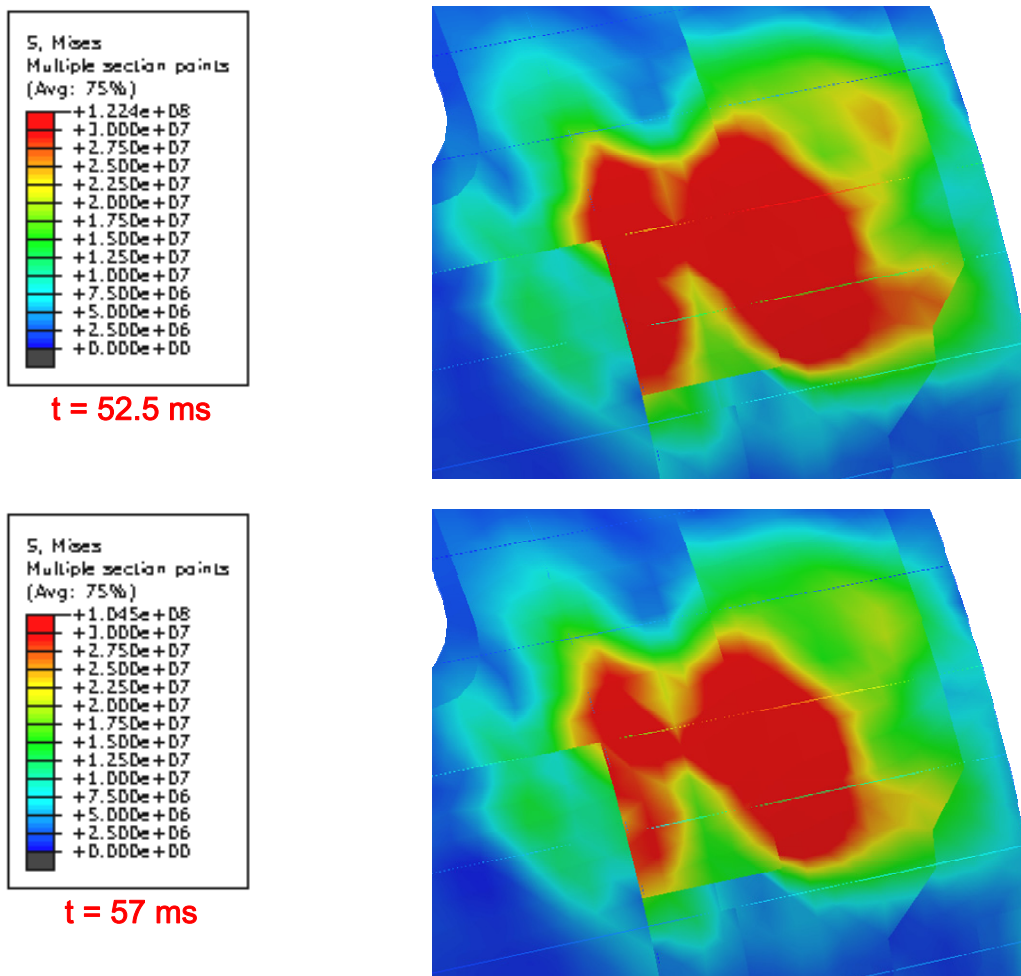 S, Mises
Multiple section points
(Avg: 75%)
+1.224e+08
+3.000e+07
+2.750e+07
+2.500e+07
+2.250e+07
+2.000e+07
+1.750e+07
+1.500e+07
+1.250e+07
+1.000e+07
+7.500e+06
+5.000e+06
+2.500e+06
+0.000e+00
t = 52.5 ms
S, Mises
Multiple section points
(Avg: 75%)
+1.045e+08
+3.000e+07
+2.750e+07
+2.500e+07
+2.250e+07
+2.000e+07
+1.750e+07
+1.500e+07
+1.250e+07
+1.000e+07
+7.500e+06
+5.000e+06
+2.500e+06
+0.000e+00
t = 57 ms